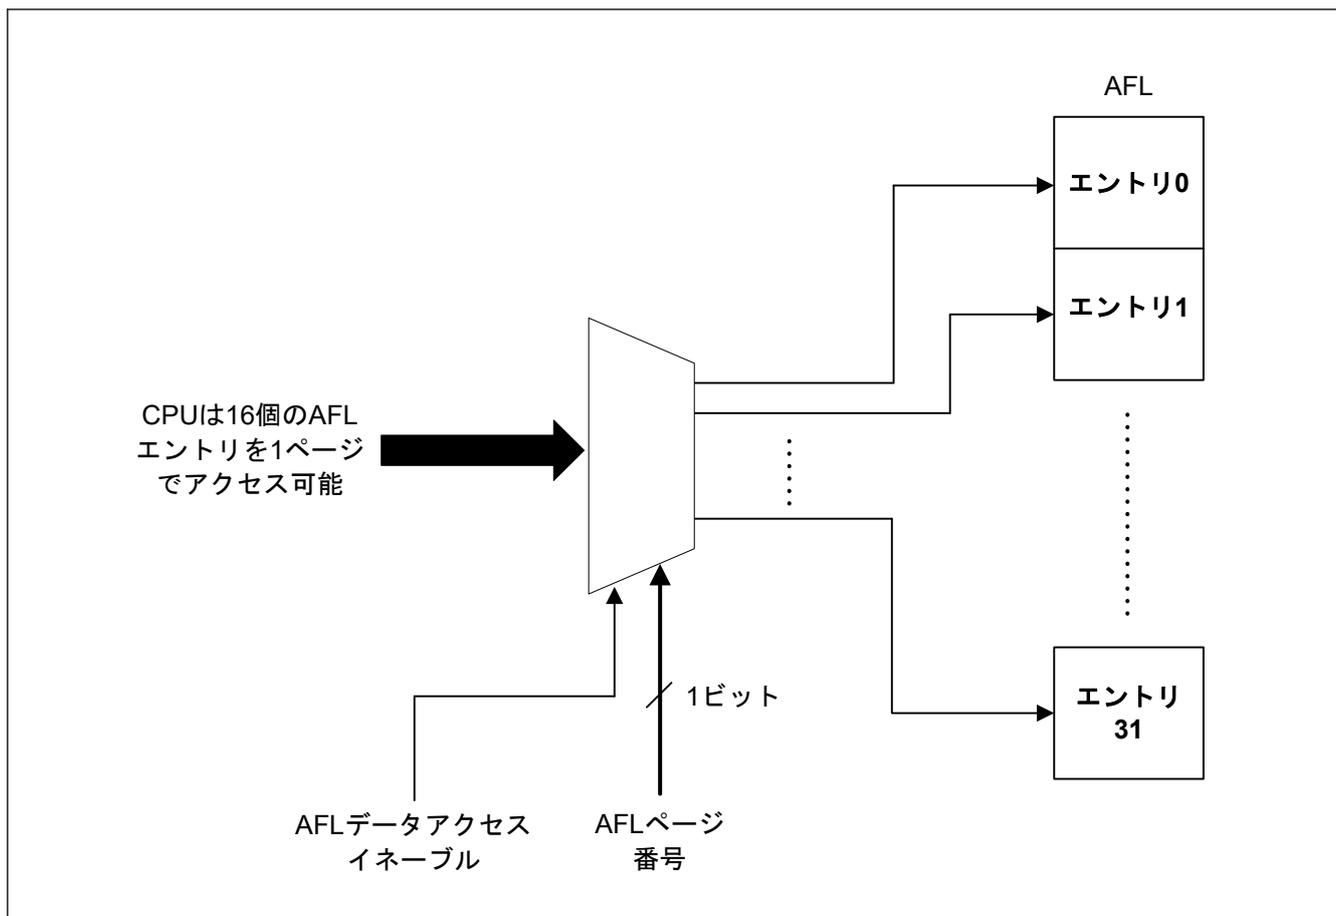 AFL
エントリ0
エントリ1
CPUは16個のAFL
エントリを1ページ
でアクセス可能
エントリ
31
1ビット
AFLデータアクセス
イネーブル
AFLページ
番号